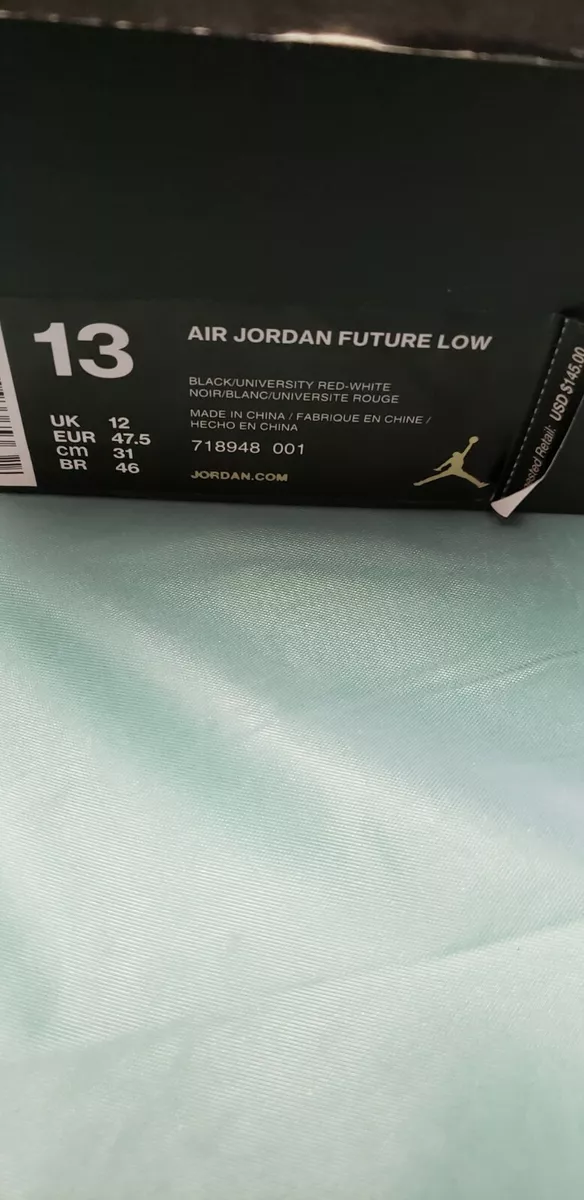 13
UK 12
EUR 47.5
cm 31
BR 46
AIR JORDAN FUTURE LOW
BLACK/UNIVERSITY RED-WHITE
NOIR/BLANC/UNIVERSITE ROUGE
MADE IN CHINA / FABRIQUE EN CHINE /
HECHO EN CHINA
718948 001
JORDAN.COM
Retail: USD $145.00